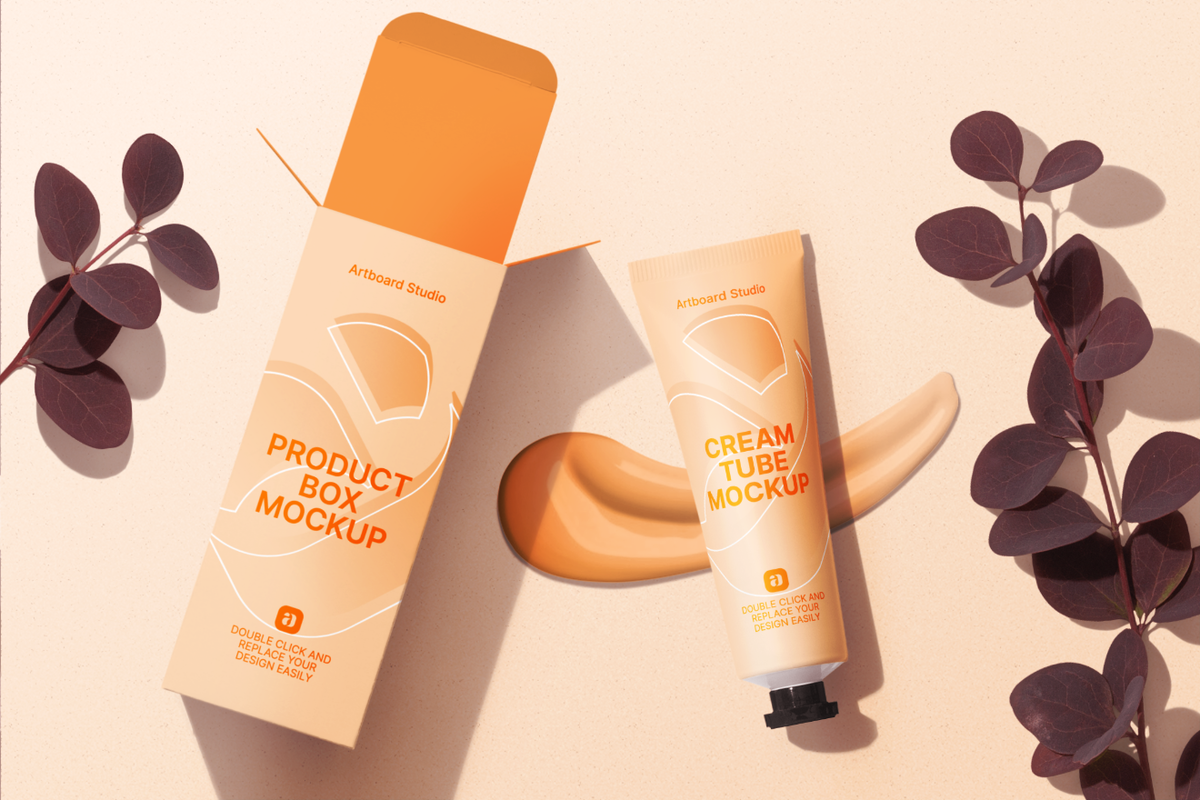 Artboard Studio
PRODUCT
BOX
MOCKUP
a
DOUBLE CLICK AND
REPLACE YOUR
DESIGN EASILY
Artboard Studio
CREAM
TUBE
MOCKUP
a
DOUBLE CLICK AND
REPLACE YOUR
DESIGN EASILY